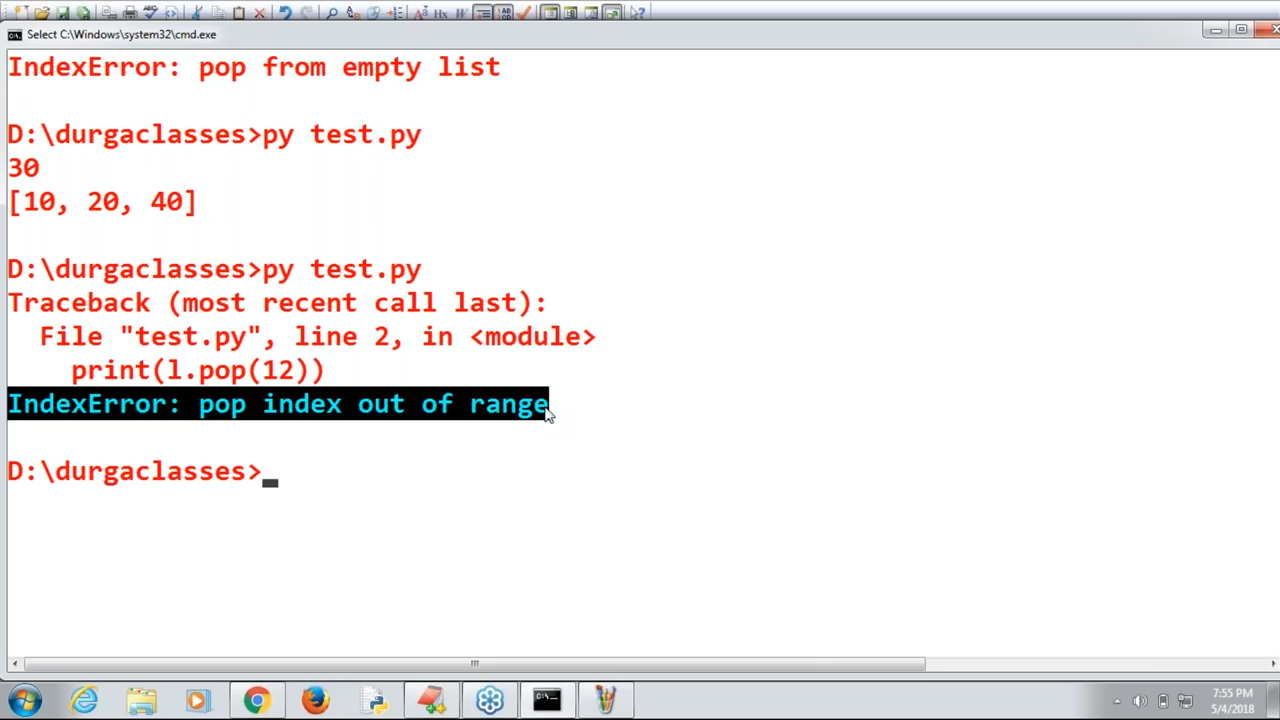 Select C:\Windows\system32\cmd.exe
IndexError: pop from empty list
D:\durgaclasses>py test.py
30
[10, 20, 40]
D:\durgaclasses>py test.py
Traceback (most recent call last):
File "test.py", line 2, in <module>
print(l.pop(12))
IndexError: pop index out of range
D:\durgaclasses>_
7:55 PM
5/4/2018